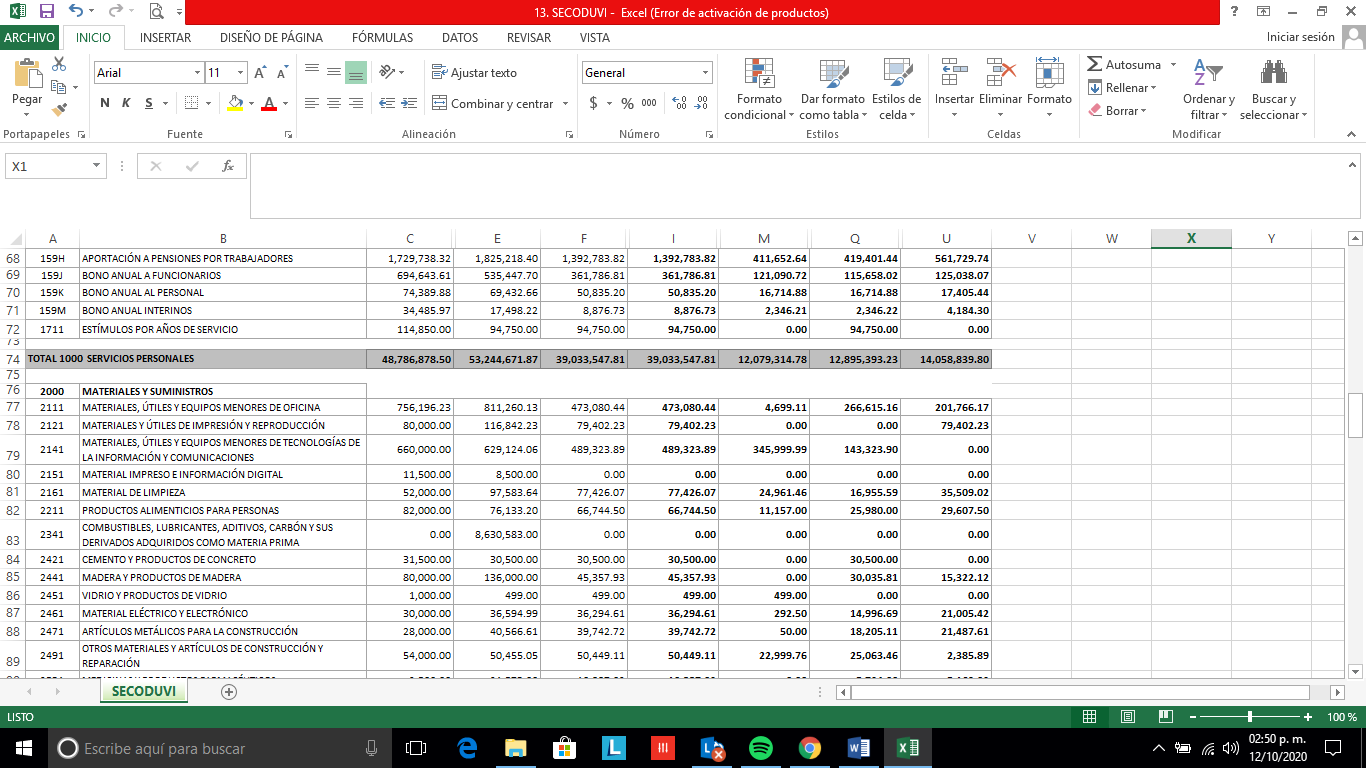 13. SECODUVI - Excel (Error de activación de productos)
ARCHIVO INICIO INSERTAR DISEÑO DE PÁGINA FÓRMULAS DATOS REVISAR VISTA Iniciar sesión
Pegar
Portapapeles
Arial 11
N K S
Fuente
Ajustar texto
Combinar y centrar
Alineación
General
$ % 000
Número
Formato condicional
Dar formato como tabla
Estilos de celda
Estilos
Insertar Eliminar Formato
Celdas
Autosuma
Rellenar
Borrar
Ordenar y filtrar
Buscar y seleccionar
Modificar
X1
fx
A B C E F I M Q U V W X Y
68 159H APORTACIÓN A PENSIONES POR TRABAJADORES 1,729,738.32 1,825,218.40 1,392,783.82 1,392,783.82 411,652.64 419,401.44 561,729.74
69 159J BONO ANUAL A FUNCIONARIOS 694,643.61 535,447.70 361,786.81 361,786.81 121,090.72 115,658.02 125,038.07
70 159K BONO ANUAL AL PERSONAL 74,389.88 69,432.66 50,835.20 50,835.20 16,714.88 16,714.88 17,405.44
71 159M BONO ANUAL INTERINOS 34,485.97 17,498.22 8,876.73 8,876.73 2,346.21 2,346.22 4,184.30
72 1711 ESTÍMULOS POR AÑOS DE SERVICIO 114,850.00 94,750.00 94,750.00 94,750.00 0.00 94,750.00 0.00
73
74 TOTAL 1000 SERVICIOS PERSONALES 48,786,878.50 53,244,671.87 39,033,547.81 39,033,547.81 12,079,314.78 12,895,393.23 14,058,839.80
75
76 2000 MATERIALES Y SUMINISTROS
77 2111 MATERIALES, ÚTILES Y EQUIPOS MENORES DE OFICINA 756,196.23 811,260.13 473,080.44 473,080.44 4,699.11 266,615.16 201,766.17
78 2121 MATERIALES Y ÚTILES DE IMPRESIÓN Y REPRODUCCIÓN 80,000.00 116,842.23 79,402.23 79,402.23 0.00 0.00 79,402.23
79 2141 MATERIALES, ÚTILES Y EQUIPOS MENORES DE TECNOLOGÍAS DE
LA INFORMACIÓN Y COMUNICACIONES 660,000.00 629,124.06 489,323.89 489,323.89 345,999.99 143,323.90 0.00
80 2151 MATERIAL IMPRESO E INFORMACIÓN DIGITAL 11,500.00 8,500.00 0.00 0.00 0.00 0.00 0.00
81 2161 MATERIAL DE LIMPIEZA 52,000.00 97,583.64 77,426.07 77,426.07 24,961.46 16,955.59 35,509.02
82 2211 PRODUCTOS ALIMENTICIOS PARA PERSONAS 82,000.00 76,133.20 66,744.50 66,744.50 11,157.00 25,980.00 29,607.50
83 2341 COMBUSTIBLES, LUBRICANTES, ADITIVOS, CARBÓN Y SUS
DERIVADOS ADQUIRIDOS COMO MATERIA PRIMA 0.00 8,630,583.00 0.00 0.00 0.00 0.00 0.00
84 2421 CEMENTO Y PRODUCTOS DE CONCRETO 31,500.00 30,500.00 30,500.00 30,500.00 0.00 30,500.00 0.00
85 2441 MADERA Y PRODUCTOS DE MADERA 80,000.00 136,000.00 45,357.93 45,357.93 0.00 30,035.81 15,322.12
86 2451 VIDRIO Y PRODUCTOS DE VIDRIO 1,000.00 499.00 499.00 499.00 499.00 0.00 0.00
87 2461 MATERIAL ELÉCTRICO Y ELECTRÓNICO 30,000.00 36,594.99 36,294.61 36,294.61 292.50 14,996.69 21,005.42
88 2471 ARTÍCULOS METÁLICOS PARA LA CONSTRUCCIÓN 28,000.00 40,566.61 39,742.72 39,742.72 50.00 18,205.11 21,487.61
89 2491 OTROS MATERIALES Y ARTÍCULOS DE CONSTRUCCIÓN Y
REPARACIÓN 54,000.00 50,455.05 50,449.11 50,449.11 22,999.76 25,063.46 2,385.89
SECODUVI
LISTO 100 %
Escribe aquí para buscar
02:50 p. m.
12/10/2020